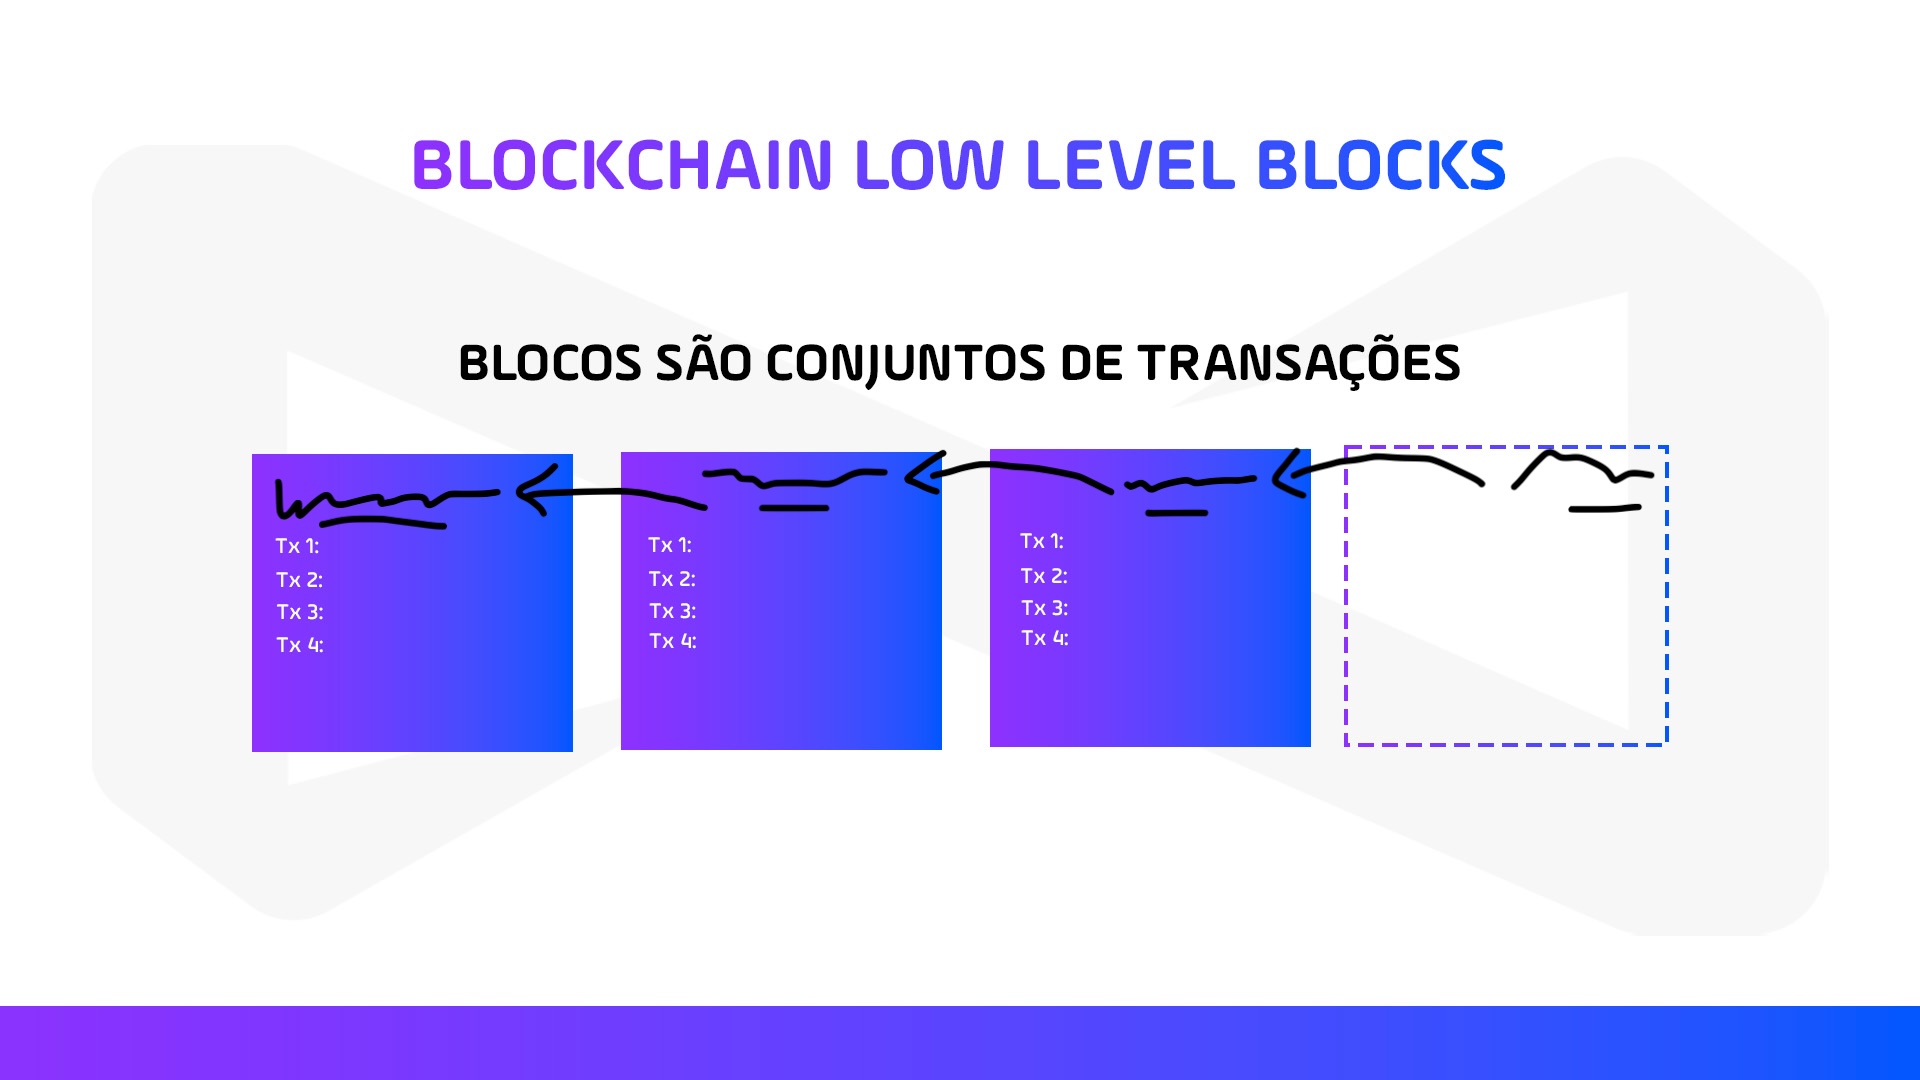 BLOCKCHAIN LOW LEVEL BLOCKS
BLOCOS SÃO CONJUNTOS DE TRANSAÇÕES
Tx 1:
Tx 2:
Tx 3:
Tx 4:
Tx 1:
Tx 2:
Tx 3:
Tx 4:
Tx 1:
Tx 2:
Tx 3:
Tx 4: